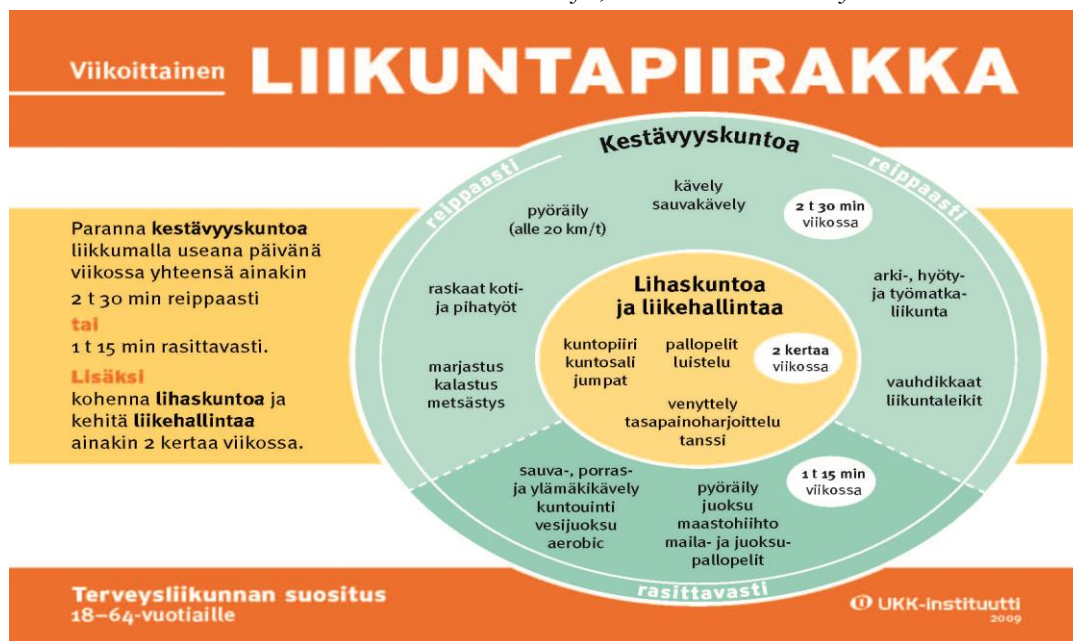 Viikoittainen LIIKUNTAPIIRAKKA
Paranna kestävyyskuntoa
liikkumalla useana päivänä
viikossa yhteensä ainakin
2 t 30 min reippaasti
tai
1 t 15 min rasittavasti.
Lisäksi
kohenna lihaskuntoa ja
kehitä liikehallintaa
ainakin 2 kertaa viikossa.
Kestävyyskuntoa
reippaasti
reippaasti
kävely
sauvakävely
2 t 30 min
viikossa
pyöräily
(alle 20 km/t)
raskaat koti-
ja pihatyöt
marjastus
kalastus
metsästys
arki-, hyöty-
ja työmatka-
liikunta
vauhdikkaat
liikuntaleikit
Lihaskuntoa
ja liikehallintaa
kuntopiiri
kuntosali
jumpat
pallopelit
luistelu
2 kertaa
viikossa
venyttely
tasapainoharjoittelu
tanssi
sauva-, porras-
ja ylämäkikävely
kuntouinti
vesijuoksu
aerobic
pyöräily
juoksu
maastohiihto
maila- ja juoksu-
pallopelit
1 t 15 min
viikossa
rasittavasti
Terveysliikunnan suositus
18–64-vuotiaille
UKK-instituutti
2009